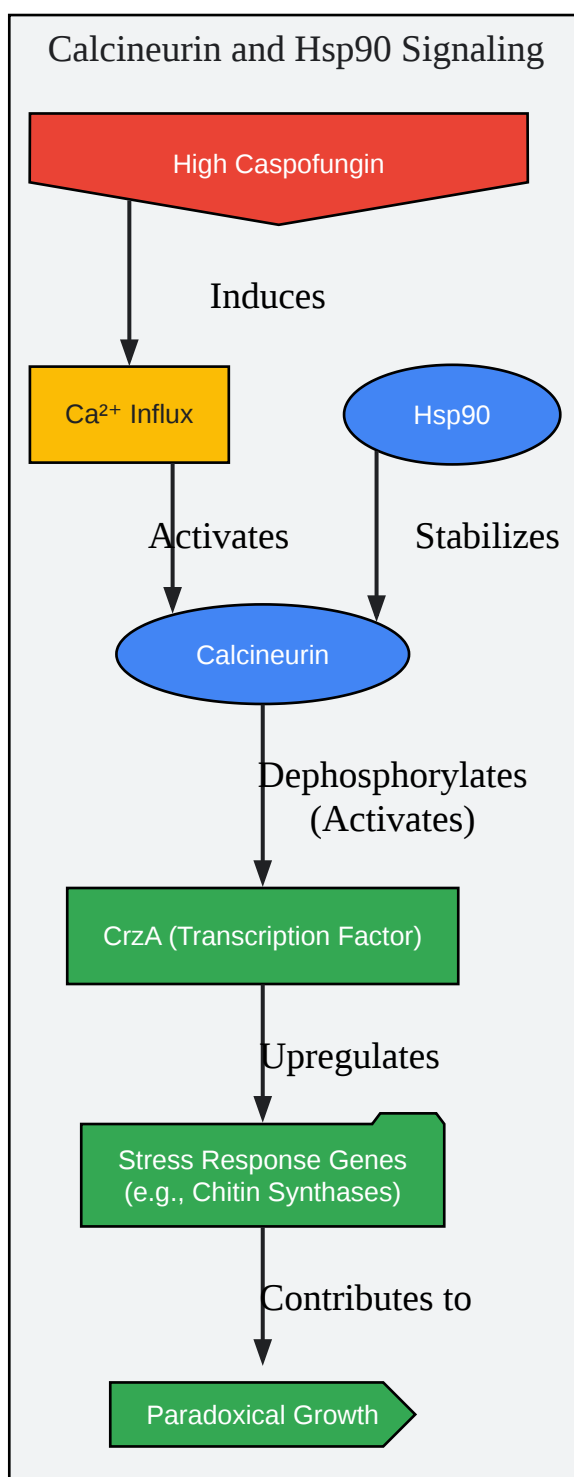 Calcineurin and Hsp90 Signaling
High Caspofungin
Induces
Ca²⁺ Influx
Hsp90
Activates
Stabilizes
Calcineurin
Dephosphorylates
(Activates)
CrzA (Transcription Factor)
Upregulates
Stress Response Genes
(e.g., Chitin Synthases)
Contributes to
Paradoxical Growth